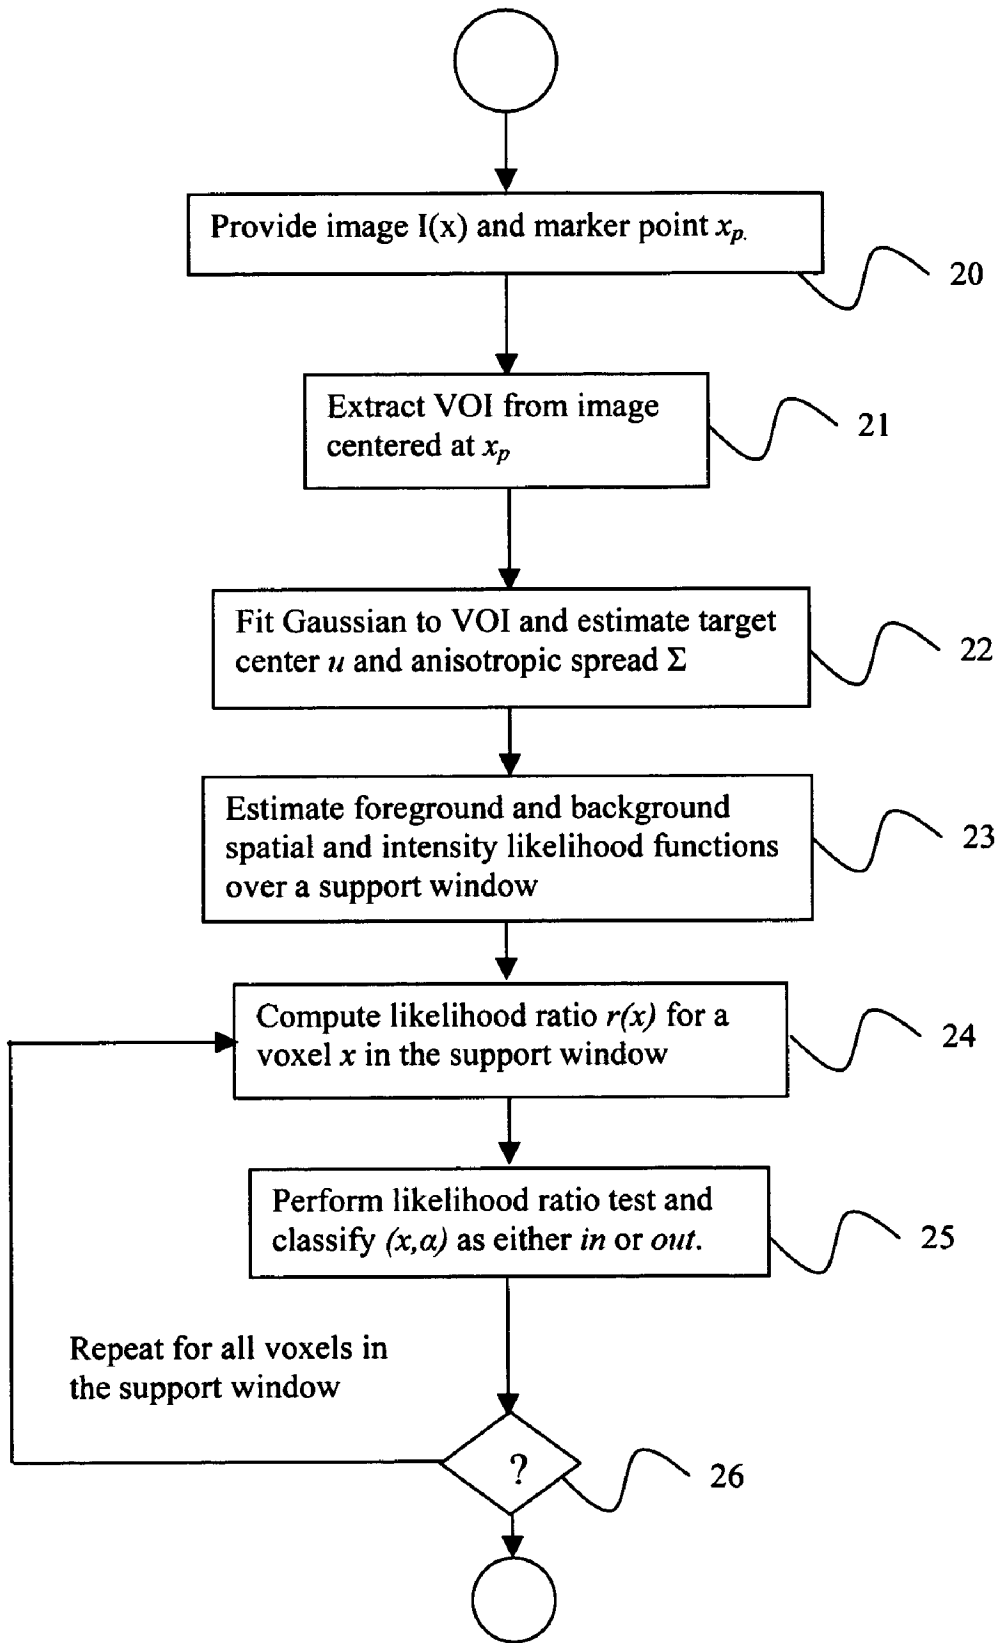 Provide image I(x) and marker point xp.
20
Extract VOI from image
centered at xp
21
Fit Gaussian to VOI and estimate target
center u and anisotropic spread Σ
22
Estimate foreground and background
spatial and intensity likelihood functions
over a support window
23
Compute likelihood ratio r(x) for a
voxel x in the support window
24
Perform likelihood ratio test and
classify (x,α) as either in or out.
25
Repeat for all voxels in
the support window
?
26